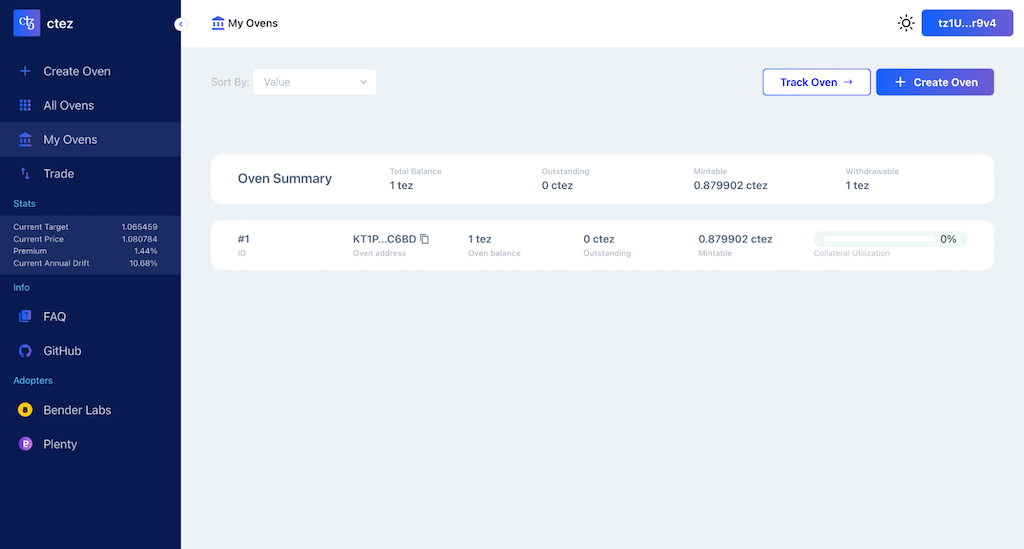 ctez
My Ovens
tz1U...r9v4
Create Oven
All Ovens
My Ovens
Trade
Stats
Current Target 1.065459
Current Price 1.080784
Premium 1.44%
Current Annual Drift 10.68%
Info
FAQ
GitHub
Adopters
Bender Labs
Plenty
Sort By: Value
Track Oven →
+ Create Oven
Oven Summary
Total Balance
1 tez
Outstanding
0 ctez
Mintable
0.879902 ctez
Withdrawable
1 tez
#1
ID
KT1P...C6BD
Oven address
1 tez
Oven balance
0 ctez
Outstanding
0.879902 ctez
Mintable
0%
Collateral Utilization